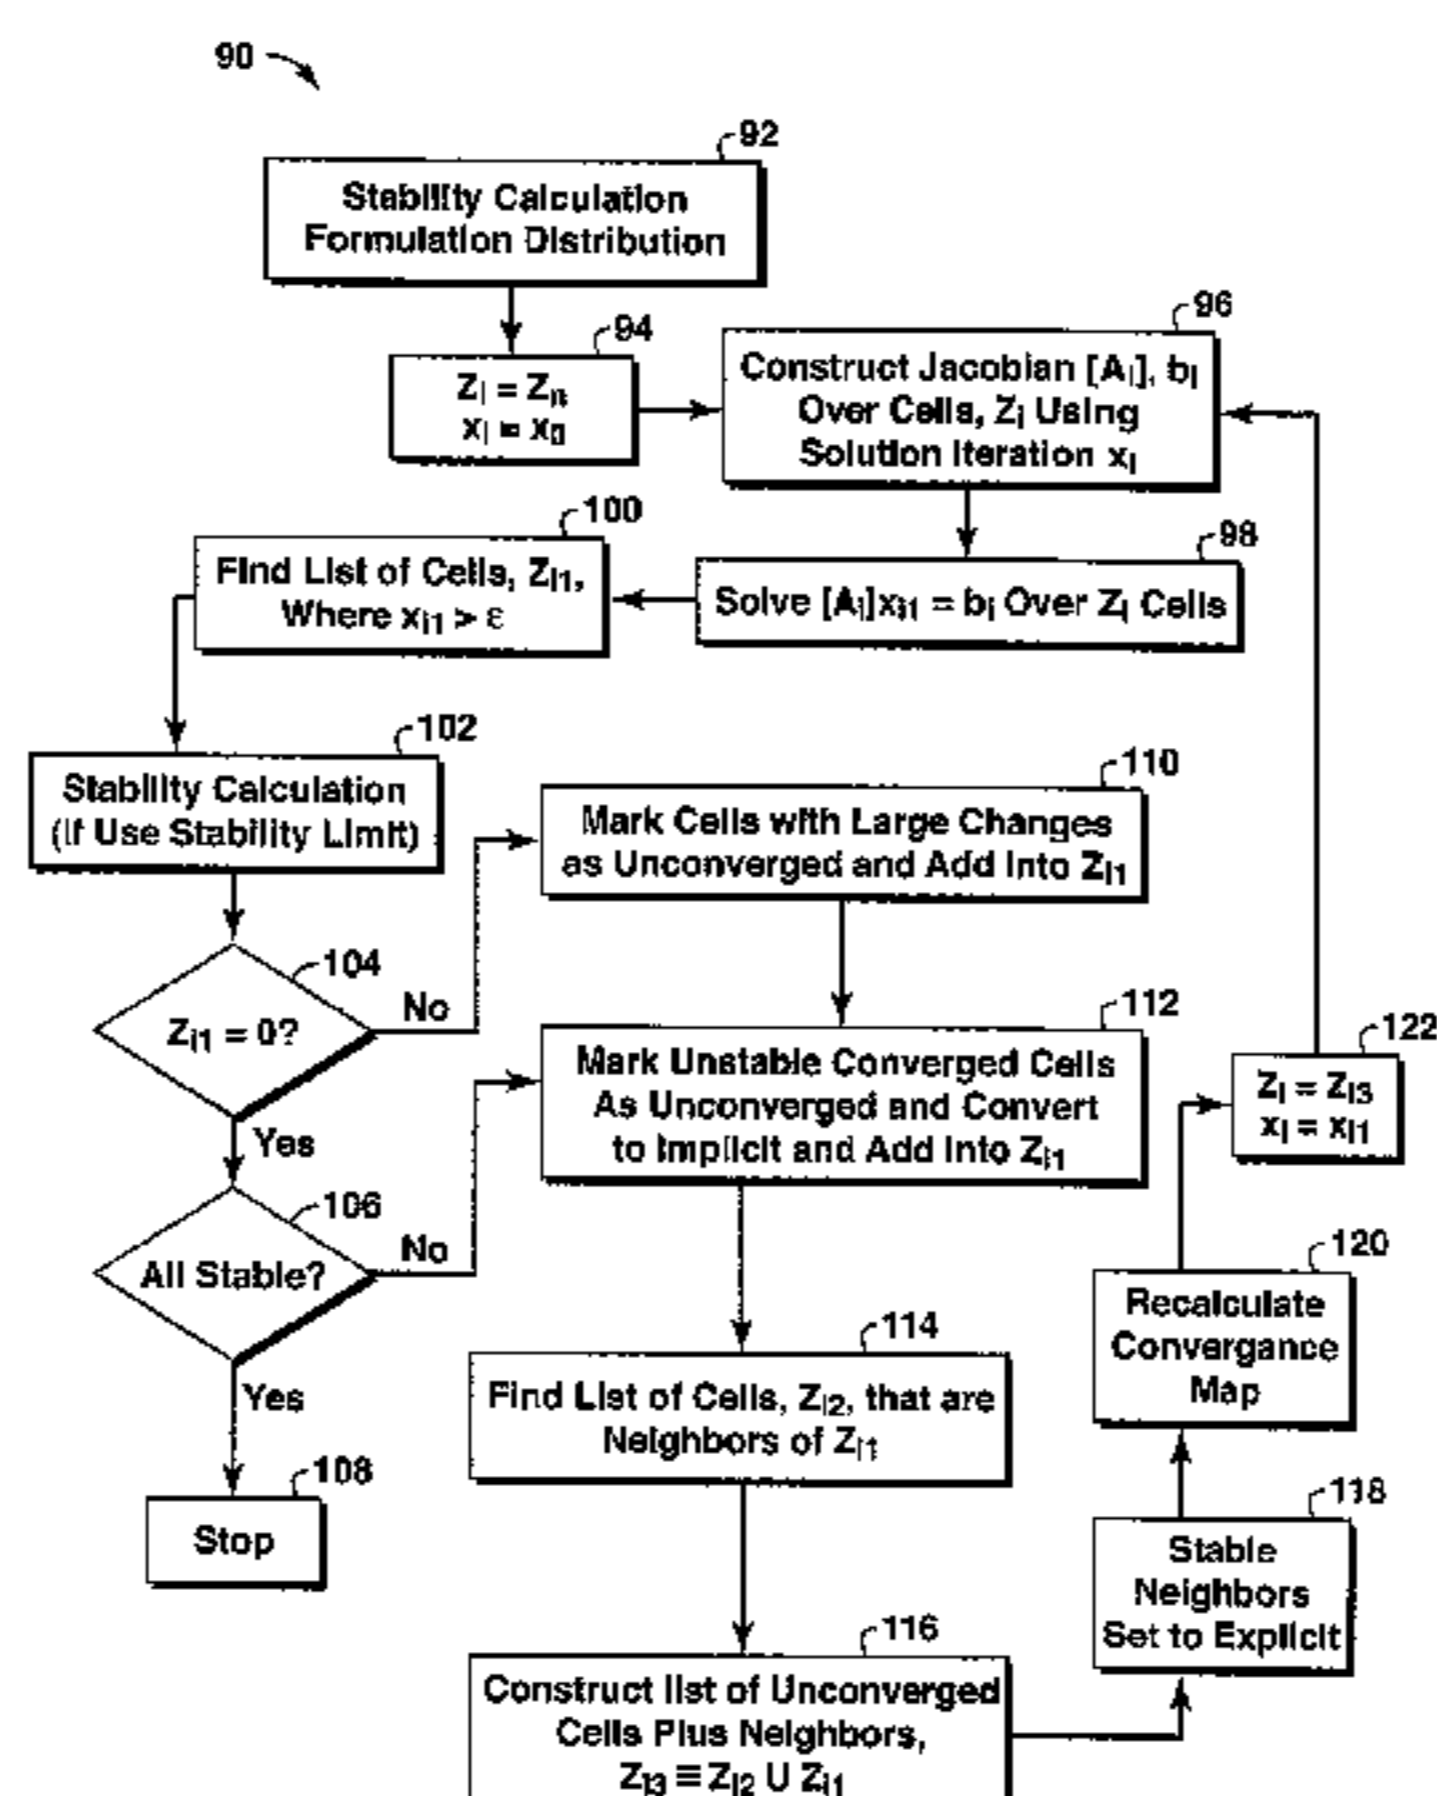 90
92
Stability Calculation
Formulation Distribution
94
Zi = Zn
xi = x0
96
Construct Jacobian [Ai], bi
Over Cells, Zi Using
Solution Iteration xi
98
Solve [Ai]xi1 = bi Over Zi Cells
100
Find List of Cells, Zi1,
Where xi1 > ε
102
Stability Calculation
(If Use Stability Limit)
104
Zi1 = 0?
No
Yes
106
All Stable?
No
Yes
108
Stop
110
Mark Cells with Large Changes
as Unconverged and Add Into Zi1
112
Mark Unstable Converged Cells
As Unconverged and Convert
to Implicit and Add Into Zi1
114
Find List of Cells, Zi2, that are
Neighbors of Zi1
116
Construct list of Unconverged
Cells Plus Neighbors,
Zi3 ≡ Zi2 U Zi1
118
Stable
Neighbors
Set to Explicit
120
Recalculate
Convergance
Map
122
Zi = Zi3
xi = xi1